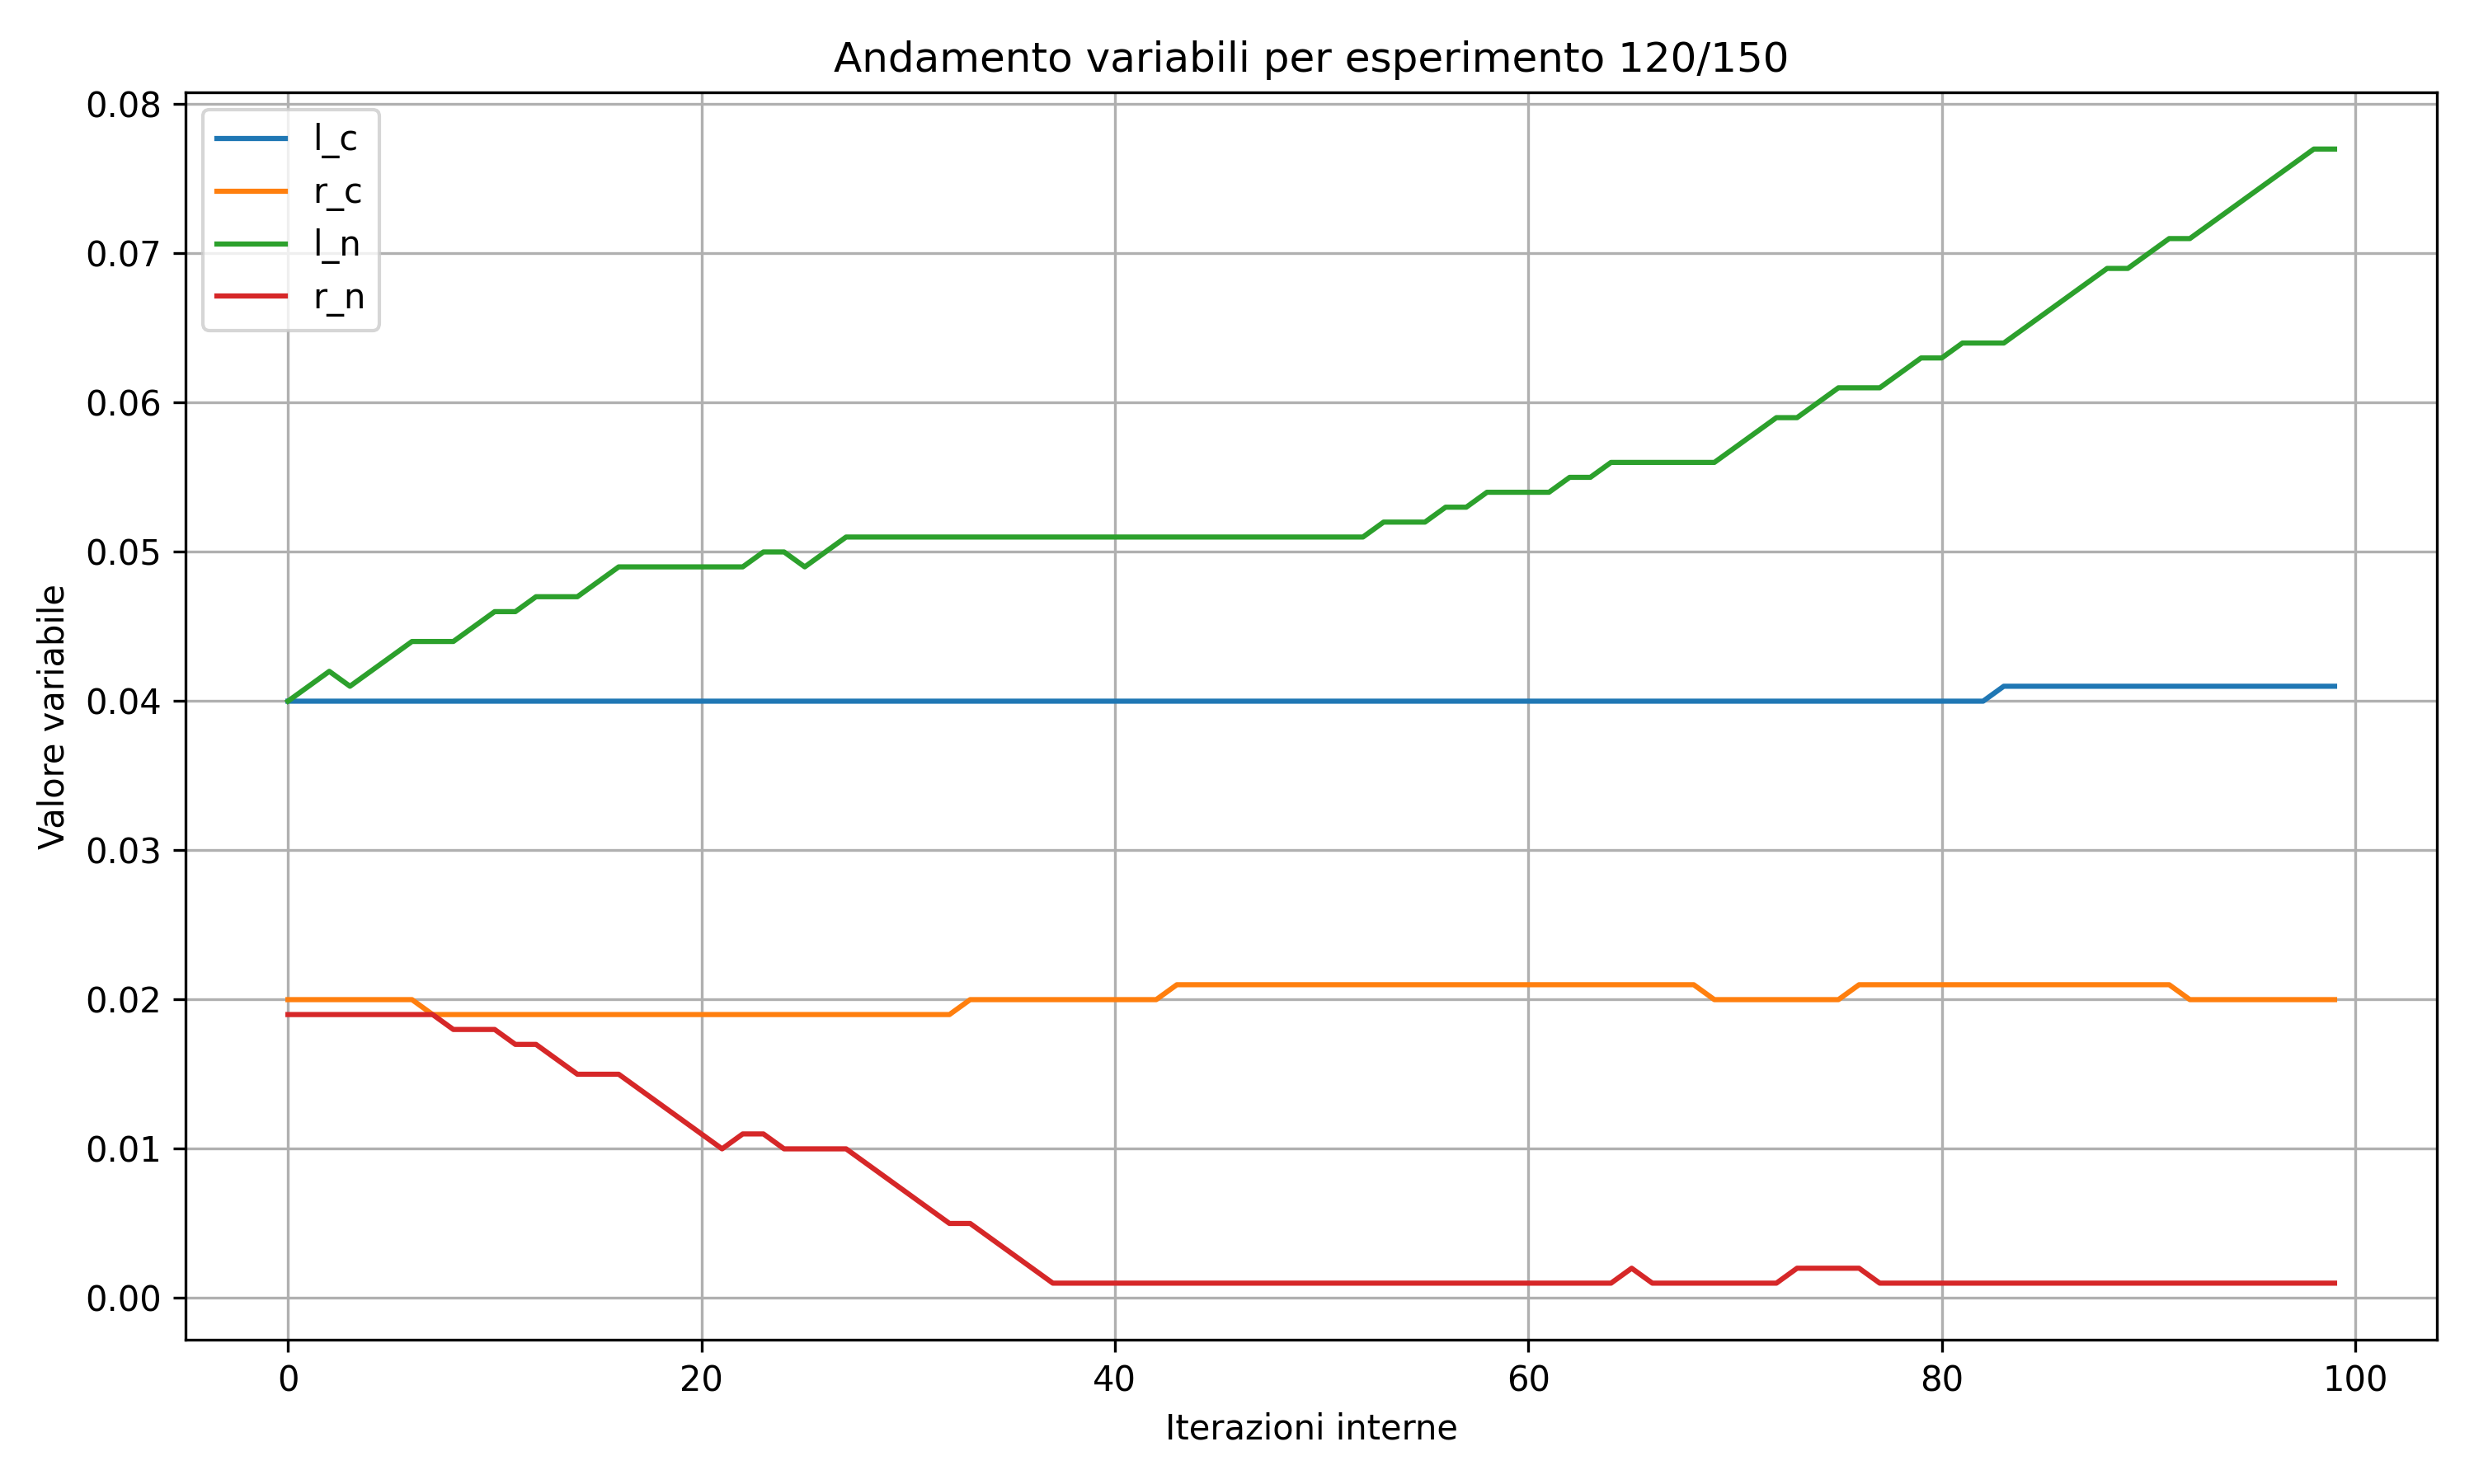 Andamento variabili per esperimento 120/150
l_c
r_c
l_n
r_n
0.08
0.07
0.06
0.05
0.04
0.03
0.02
0.01
0.00
Valore variabile
0 20 40 60 80 100
Iterazioni interne